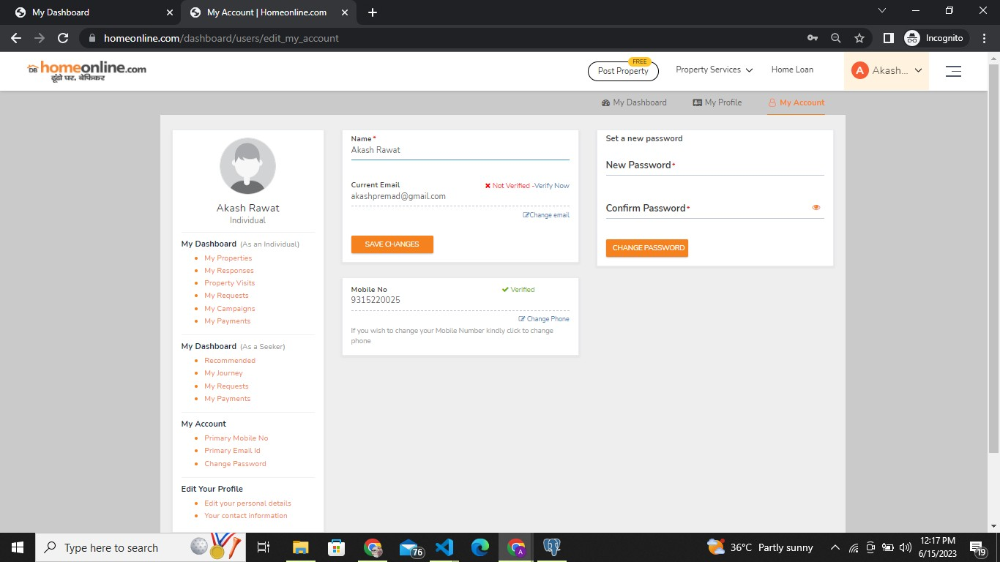 My Dashboard
My Account | Homeonline.com
homeonline.com/dashboard/users/edit_my_account
Incognito
homeonline.com
ढूंढो घर, बेफिकर
FREE
Post Property
Property Services
Home Loan
A
Akash...
My Dashboard
My Profile
My Account
Akash Rawat
Individual
My Dashboard (As an Individual)
My Properties
My Responses
Property Visits
My Requests
My Campaigns
My Payments
My Dashboard (As a Seeker)
Recommended
My Journey
My Requests
My Payments
My Account
Primary Mobile No
Primary Email Id
Change Password
Edit Your Profile
Edit your personal details
Your contact information
Name*
Akash Rawat
Current Email
Not Verified -Verify Now
akashpremad@gmail.com
Change email
SAVE CHANGES
Mobile No
Verified
9315220025
Change Phone
If you wish to change your Mobile Number kindly click to change
phone
Set a new password
New Password*
Confirm Password*
CHANGE PASSWORD
Type here to search
76
A
36°C Partly sunny
12:17 PM
6/15/2023
19